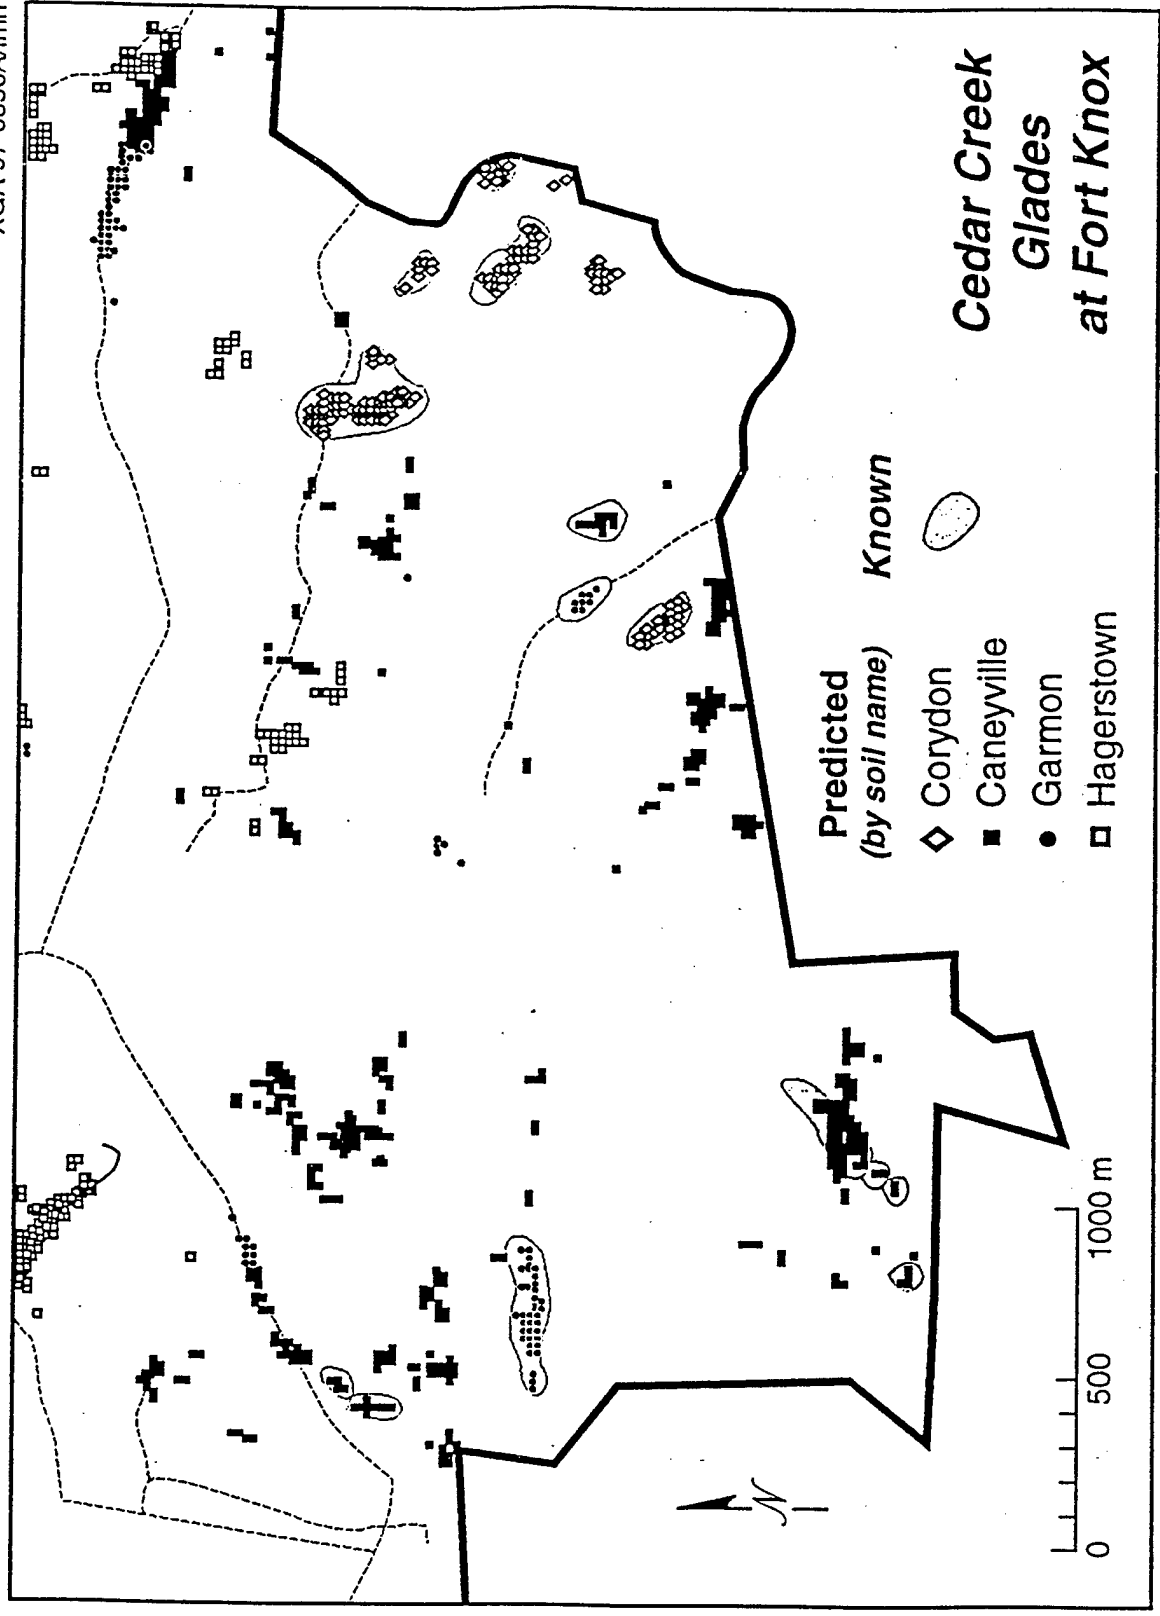 Cedar Creek
Glades
at Fort Knox
Predicted
(by soil name)
Known
Corydon
Caneyville
Garmon
Hagerstown
N
0
500
1000 m